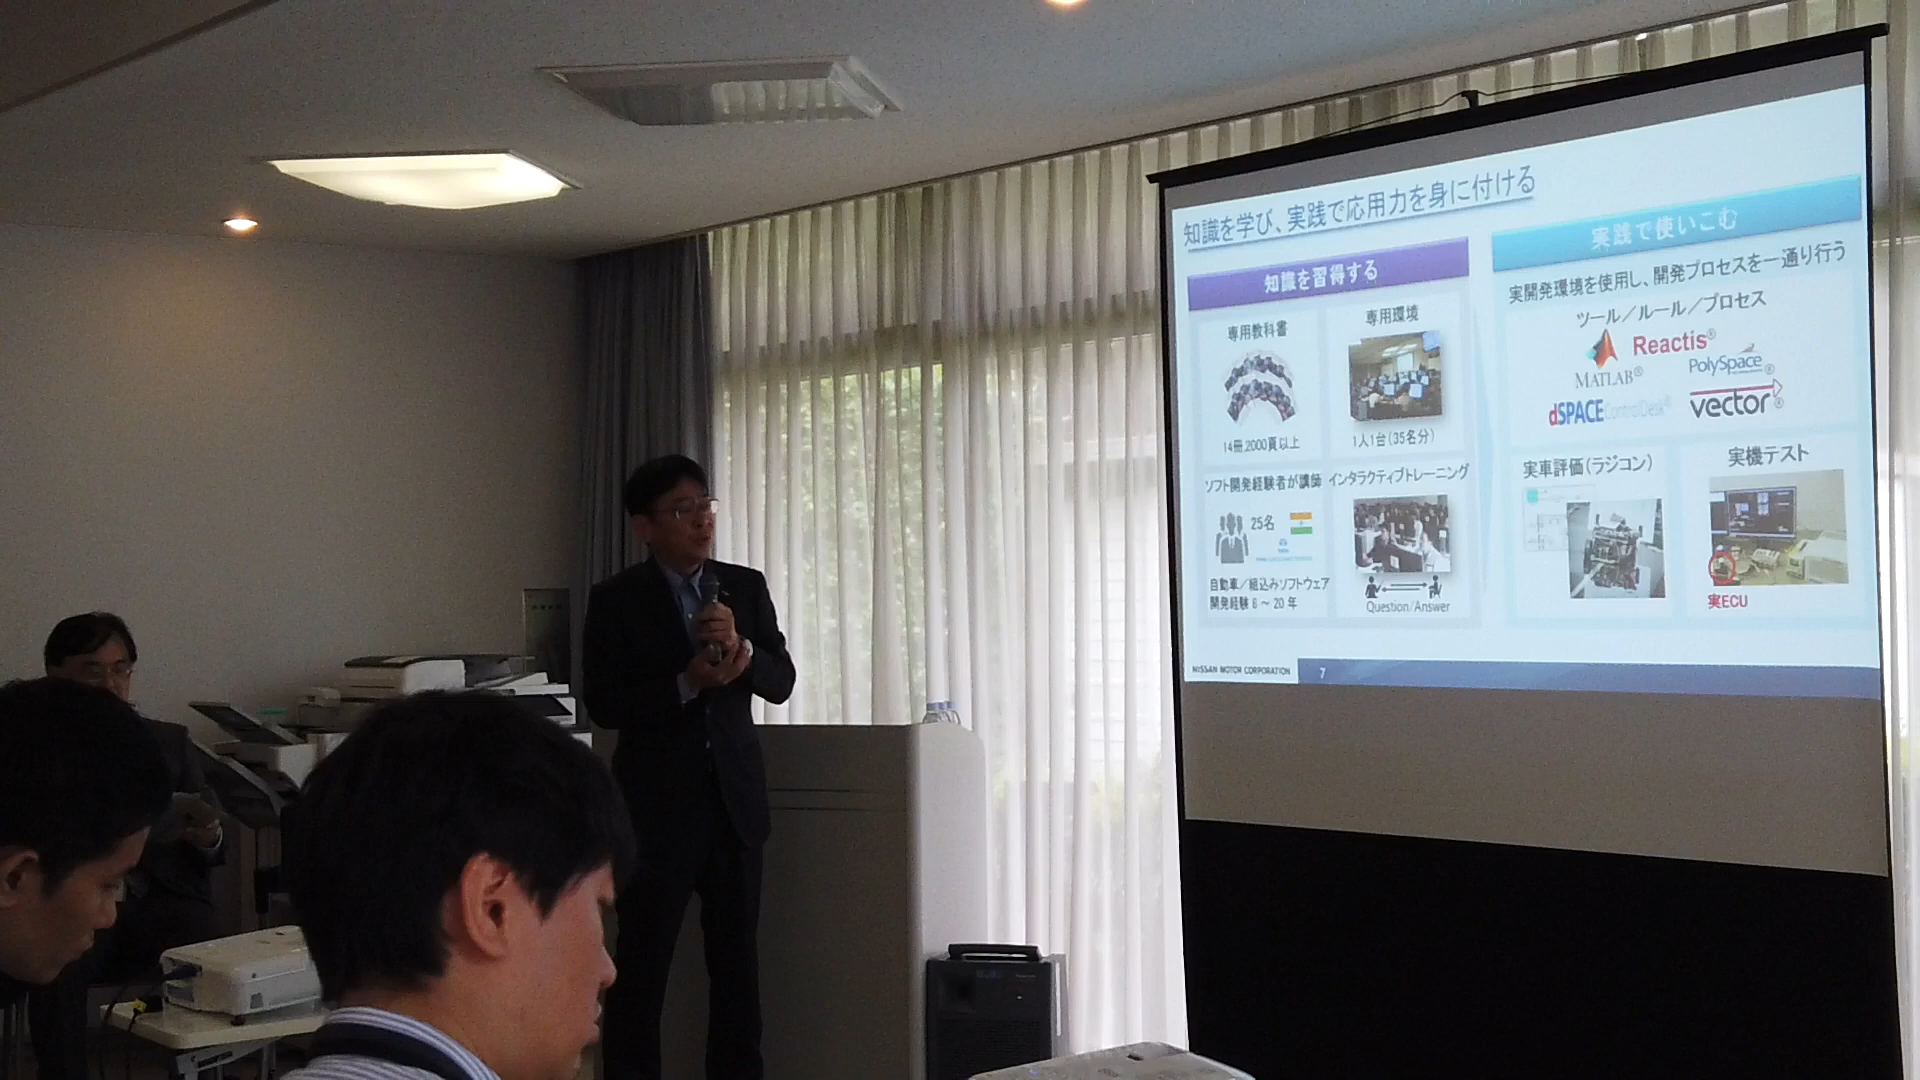 知識を学び、実践で応用力を身に付ける
知識を習得する
専用教科書
14冊2000頁以上
専用環境
1人1台(35名分)
ソフト開発経験者が講師
25名
自動車/組込みソフトウェア
開発経験 6 ～ 20 年
インタラクティブトレーニング
Question/Answer
実践で使いこむ
実開発環境を使用し、開発プロセスを一通り行う
ツール/ルール/プロセス
MATLAB®
Reactis®
PolySpace®
dSPACE ControlDesk®
vector®
実車評価(ラジコン)
実機テスト
実ECU
NISSAN MOTOR CORPORATION
7